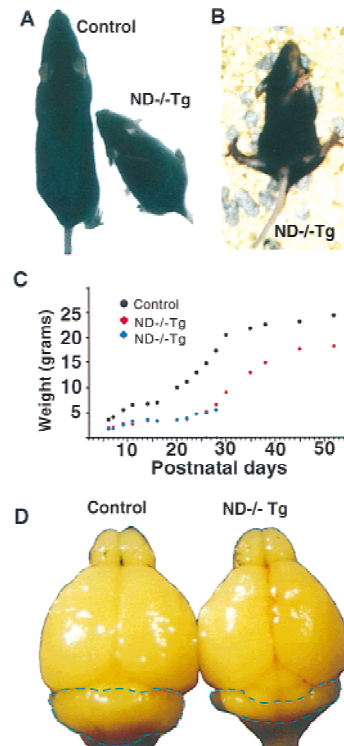 A
Control
ND-/-Tg
B
ND-/-Tg
C
Weight (grams)
25
20
15
10
5
Control
ND-/-Tg
ND-/-Tg
10
20
30
40
50
Postnatal days
D
Control
ND-/- Tg